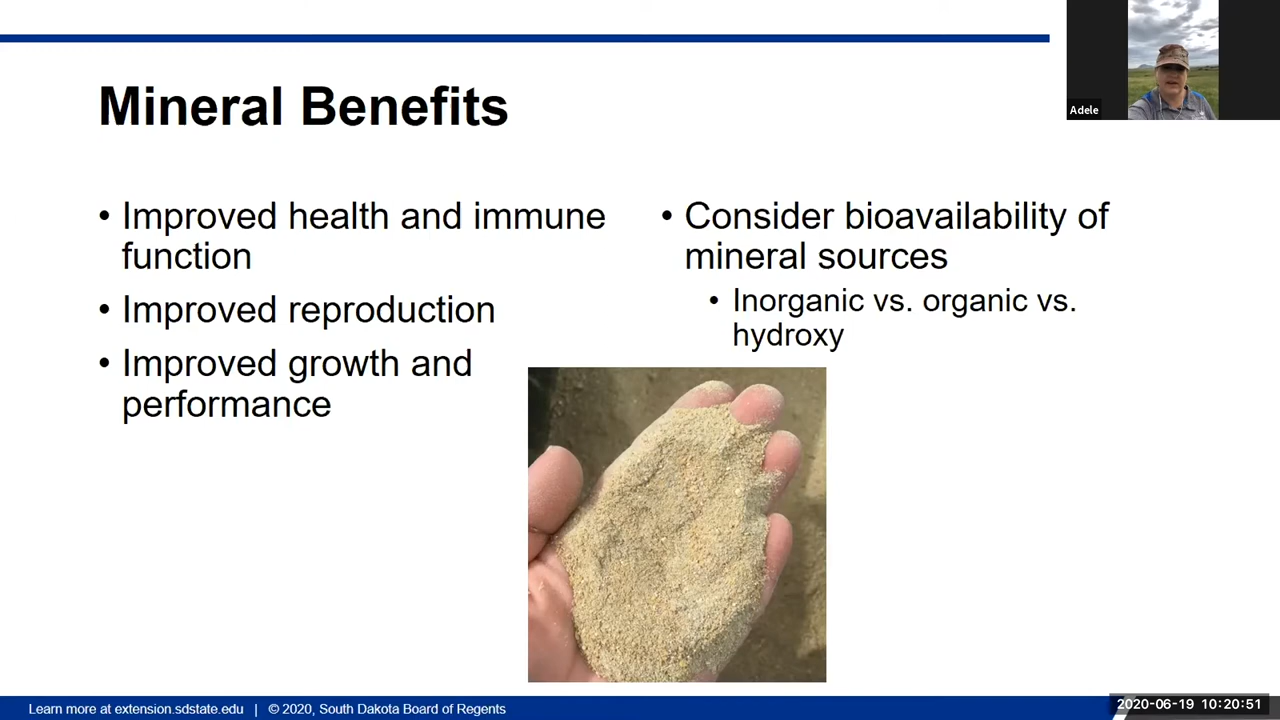 Mineral Benefits
• Improved health and immune
function
• Improved reproduction
• Improved growth and
performance
• Consider bioavailability of
mineral sources
• Inorganic vs. organic vs.
hydroxy
Adele
Learn more at extension.sdstate.edu | © 2020, South Dakota Board of Regents
2020-06-19 10:20:51